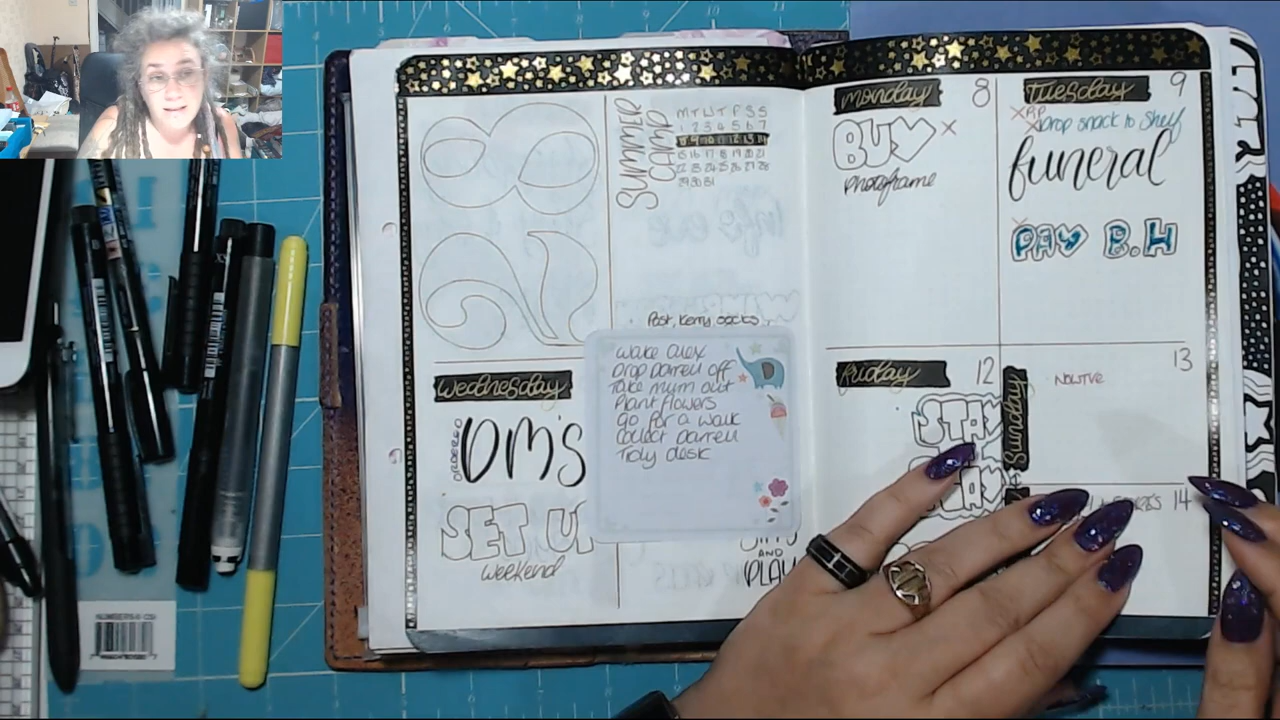 SUMMER
CAMP
M T W T F S S
1 2 3 4 5 6 7
8 9 10 11 12 13 14
15 16 17 18 19 20 21
22 23 24 25 26 27 28
29 30 31
Monday 8
BUY X
Photoframe
Tuesday 9
X RP
X Drop snack to Shelf
funeral
X
PAY B.H
Wednesday
ORDERED
DM'S
SET UP
weekend
Post, Kerry, socks
Wake Alex
Drop Darrell off
Take mum out
Plant flowers
Go for a walk
Collect Darrell
Tidy desk
AND
PLAY
Friday 12
STAY
13
Sunday
14